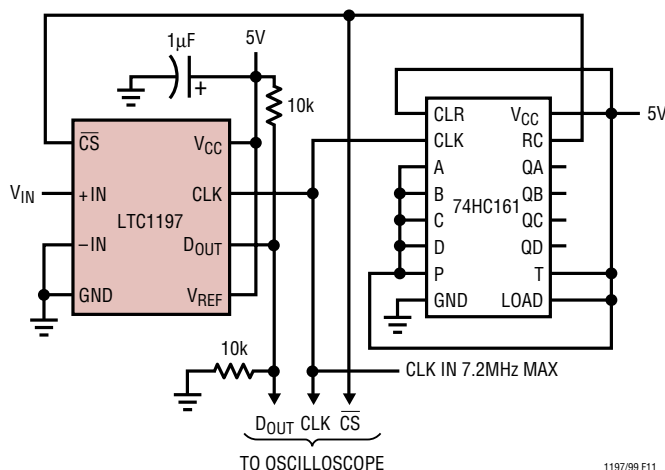 1μF
5V
+
10k
CS
VCC
+IN
CLK
VIN
LTC1197
–IN
DOUT
GND
VREF
CLR
VCC
5V
CLK
RC
A
QA
B
QB
74HC161
C
QC
D
QD
P
T
GND
LOAD
10k
CLK IN 7.2MHz MAX
DOUT CLK CS
TO OSCILLOSCOPE
1197/99 F11